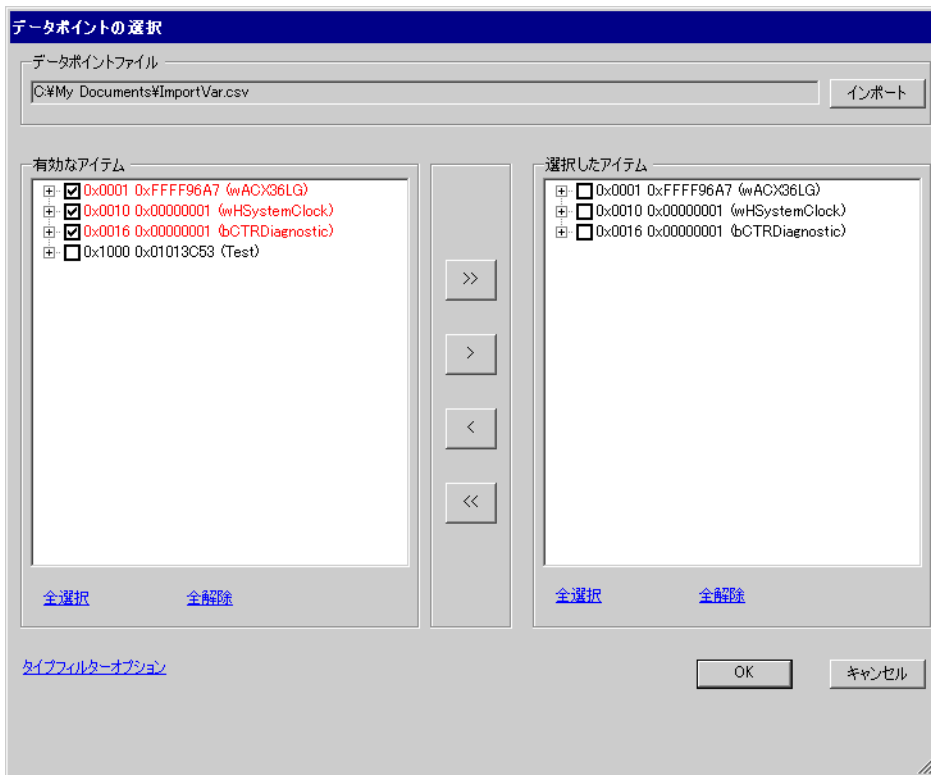 データポイントの選択
データポイントファイル
C:¥My Documents¥ImportVar.csv
インポート
有効なアイテム
0x0001 0xFFFF96A7 (wACX36LG)
0x0010 0x00000001 (wHSystemClock)
0x0016 0x00000001 (bCTRDiagnostic)
0x1000 0x01013C53 (Test)
全選択
全解除
>>
>
<
<<
選択したアイテム
0x0001 0xFFFF96A7 (wACX36LG)
0x0010 0x00000001 (wHSystemClock)
0x0016 0x00000001 (bCTRDiagnostic)
全選択
全解除
タイプフィルターオプション
OK
キャンセル